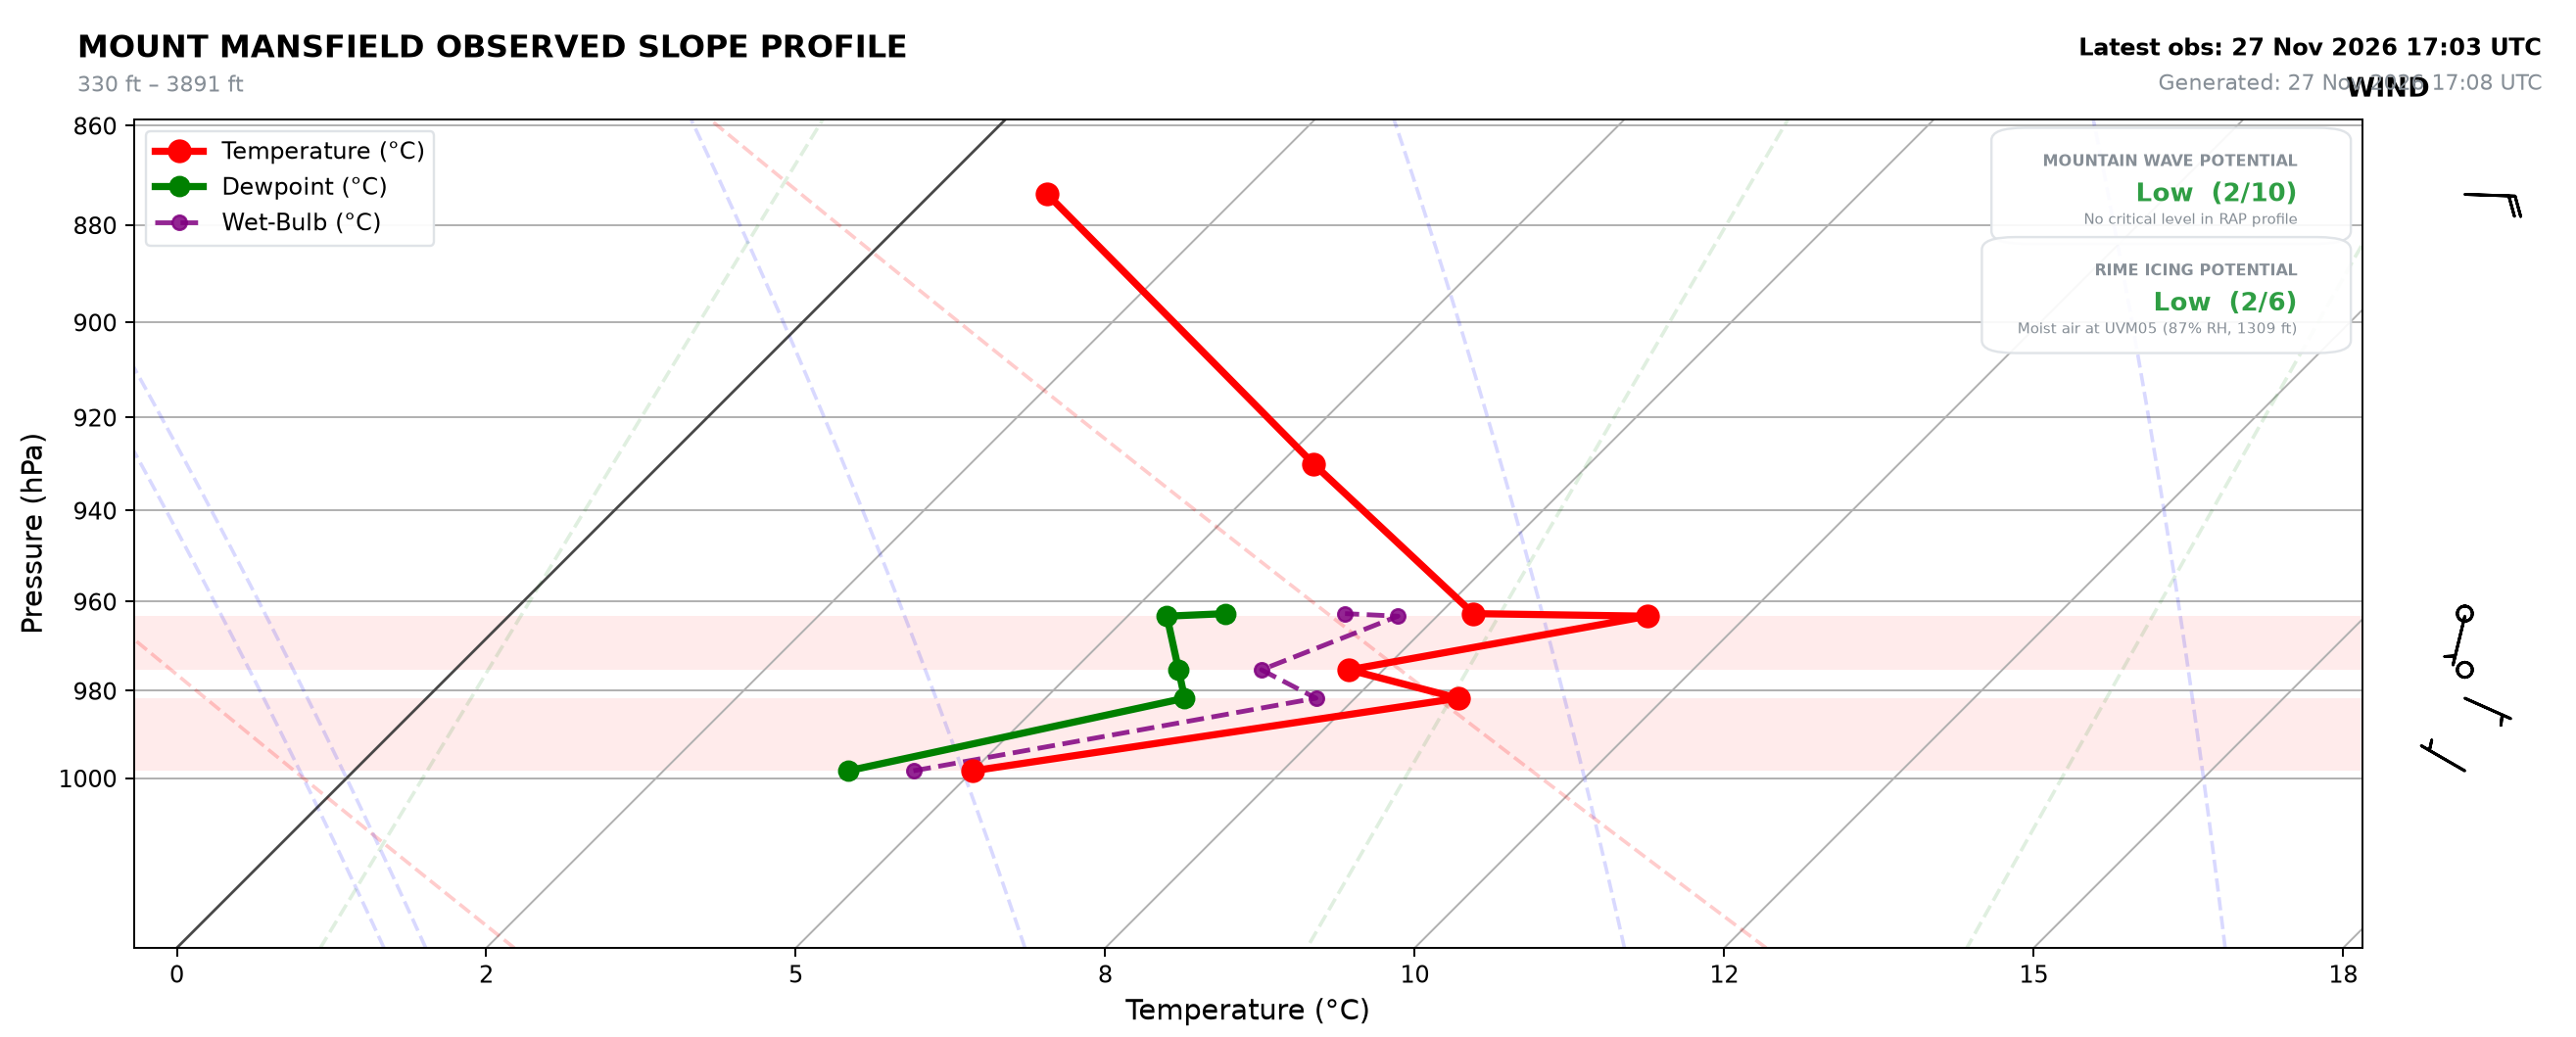 MOUNT MANSFIELD OBSERVED SLOPE PROFILE
330 ft – 3891 ft
Latest obs: 27 Nov 2026 17:03 UTC
Generated: 27 Nov 2026 17:08 UTC
WIND
Temperature (°C)
Dewpoint (°C)
Wet-Bulb (°C)
MOUNTAIN WAVE POTENTIAL
Low (2/10)
No critical level in RAP profile
RIME ICING POTENTIAL
Low (2/6)
Moist air at UVM05 (87% RH, 1309 ft)
Pressure (hPa)
860
880
900
920
940
960
980
1000
0 2 5 8 10 12 15 18
Temperature (°C)